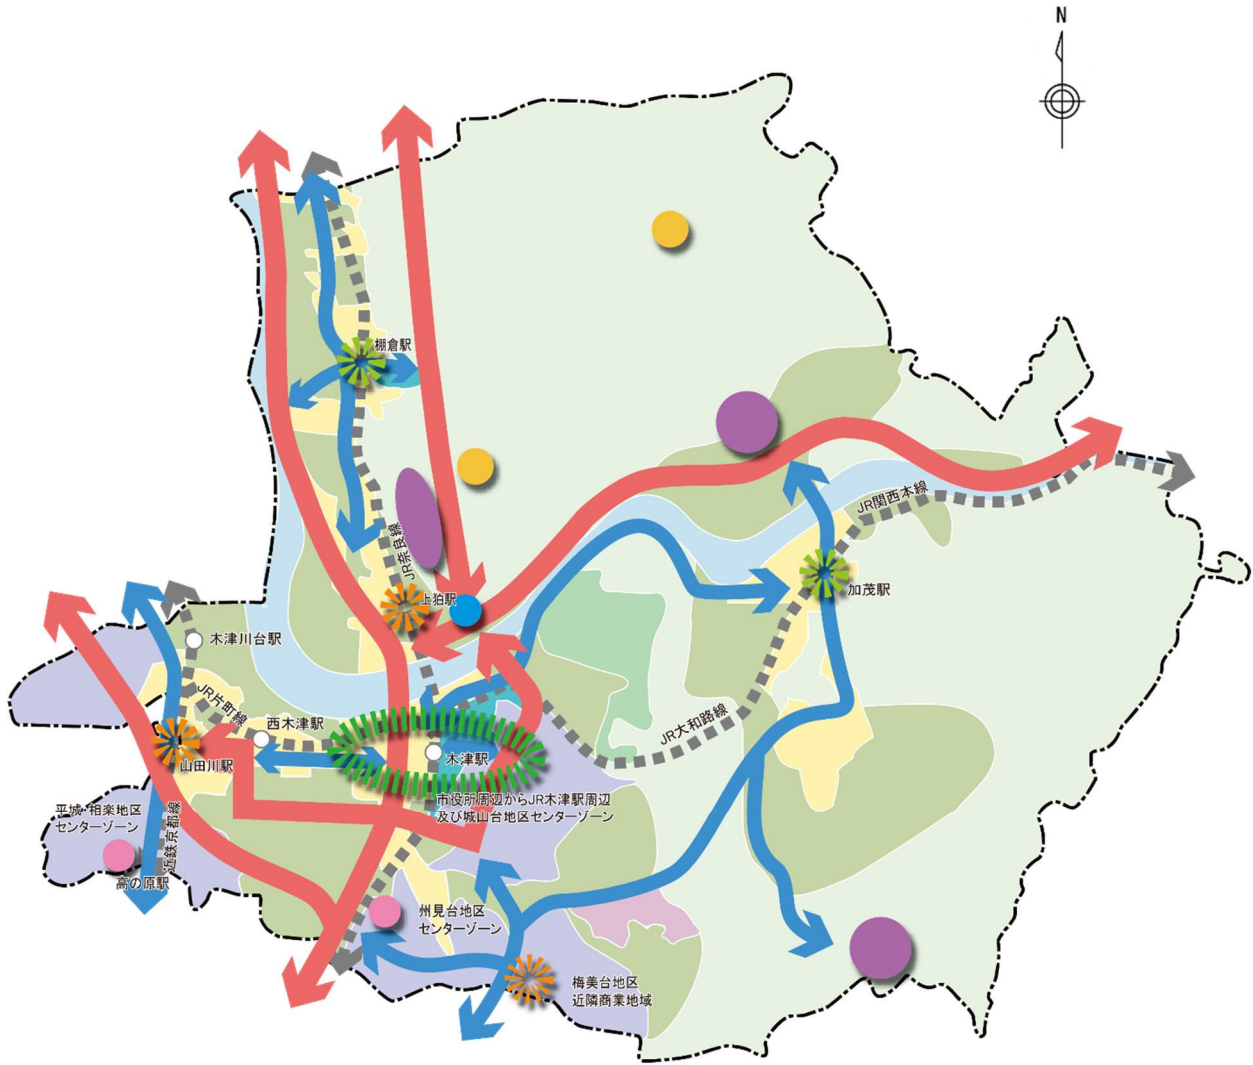 N
棚倉駅
JR奈良線
上狛駅
JR関西本線
加茂駅
木津川台駅
JR片町線
西木津駅
JR大和路線
山田川駅
木津駅
市役所周辺からJR木津駅周辺
及び城山台地区センターゾーン
平城・相楽地区
センターゾーン
近鉄京都線
高の原駅
州見台地区
センターゾーン
梅美台地区
近隣商業地域